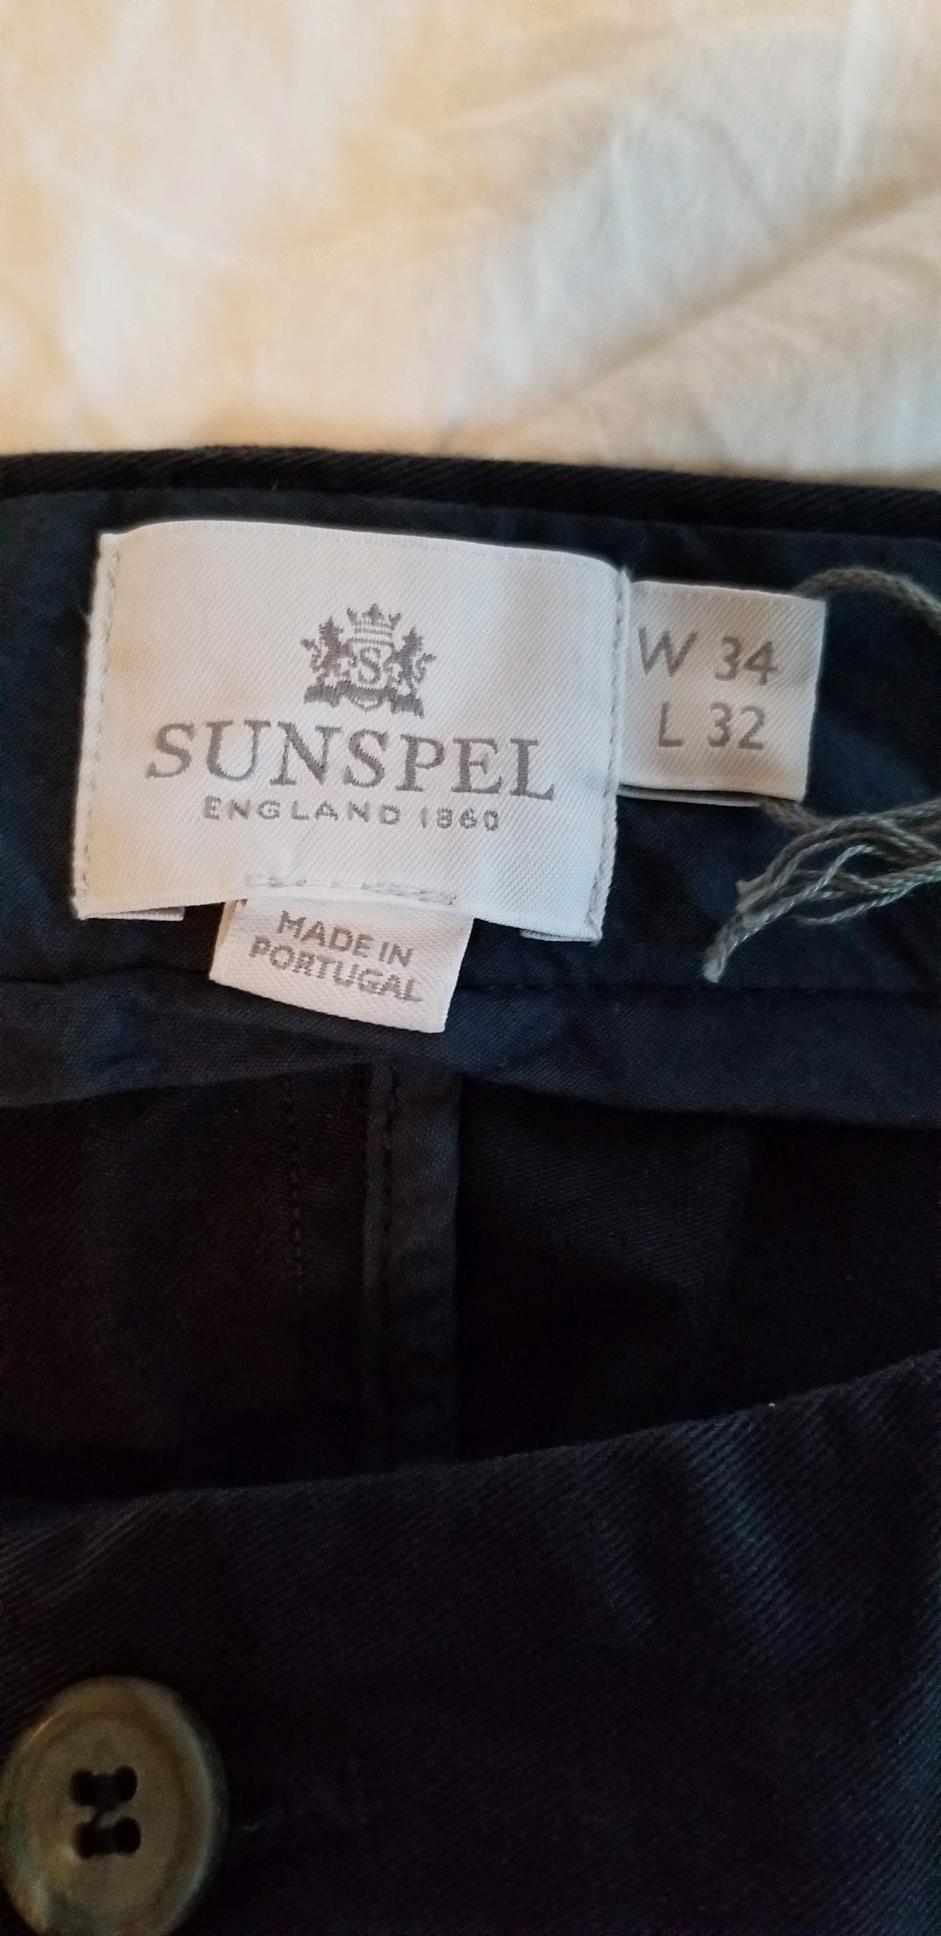 S
SUNSPEL
ENGLAND 1860
W 34
L 32
MADE IN
PORTUGAL